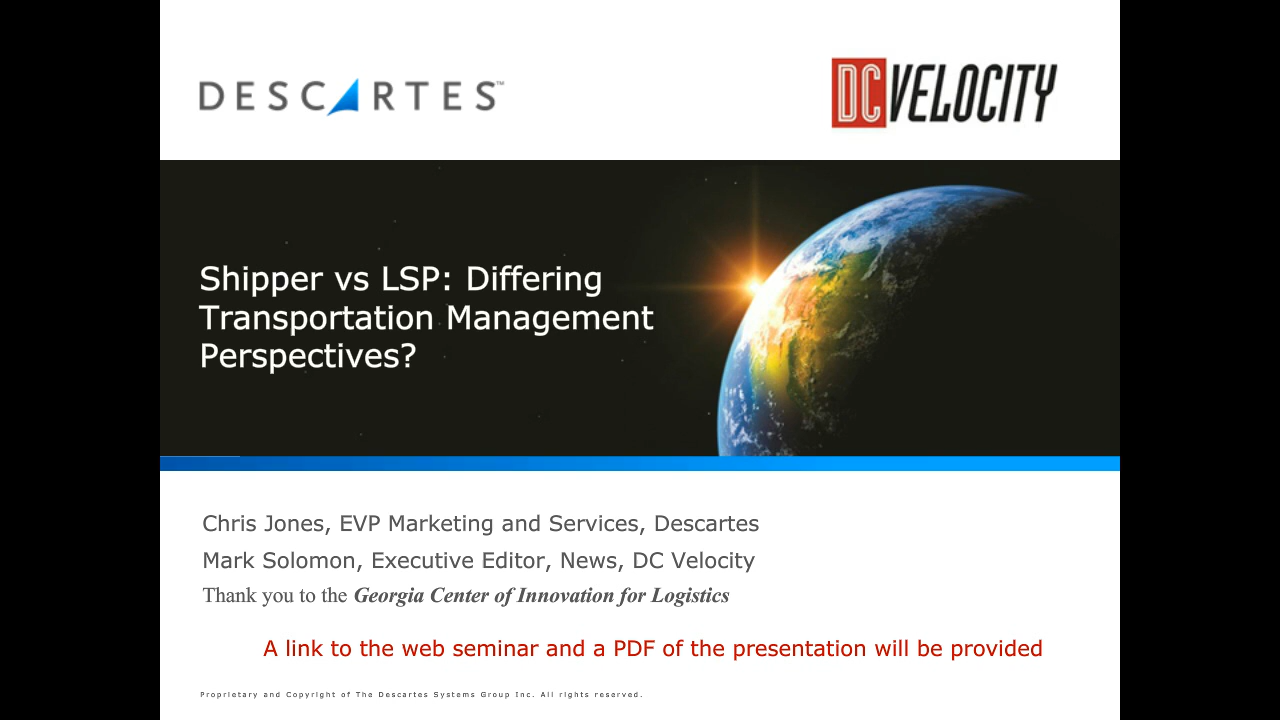 DESCARTES™
DC VELOCITY
Shipper vs LSP: Differing
Transportation Management
Perspectives?
Chris Jones, EVP Marketing and Services, Descartes
Mark Solomon, Executive Editor, News, DC Velocity
Thank you to the Georgia Center of Innovation for Logistics
A link to the web seminar and a PDF of the presentation will be provided
Proprietary and Copyright of The Descartes Systems Group Inc. All rights reserved.